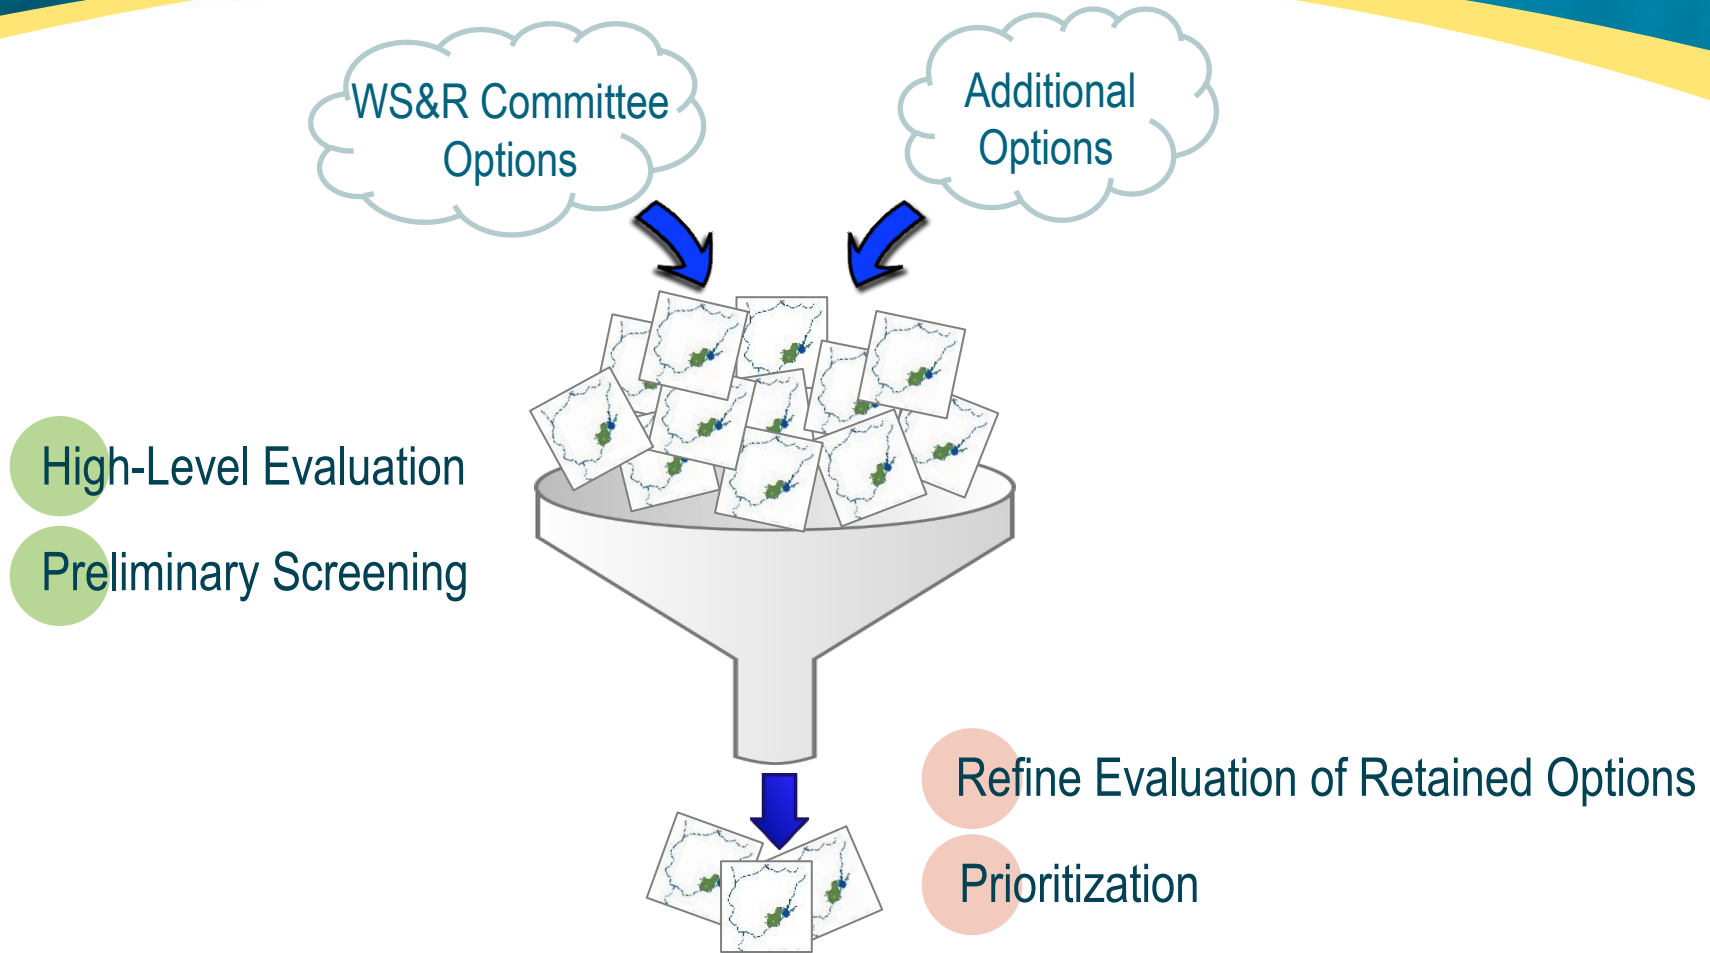 WS&R Committee
Options
Additional
Options
High-Level Evaluation
Preliminary Screening
Refine Evaluation of Retained Options
Prioritization